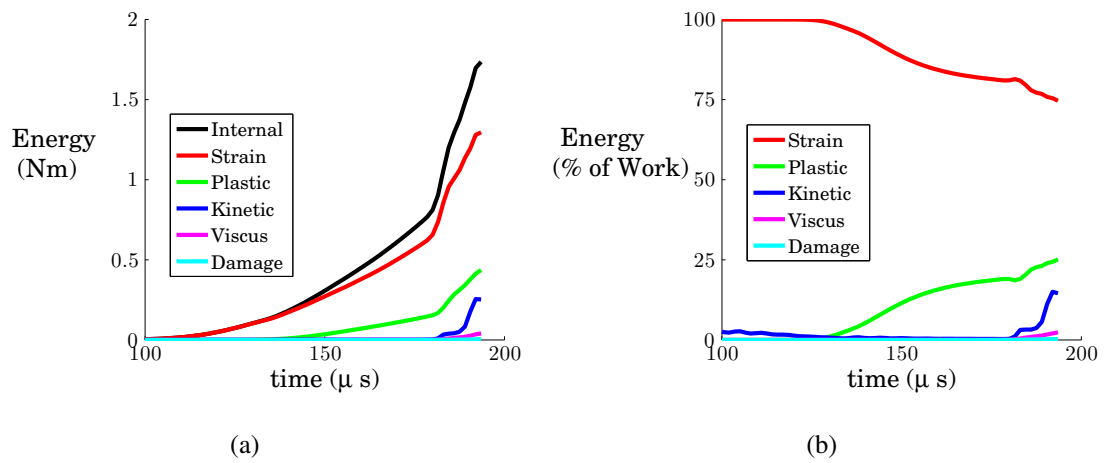 2
1.5
1
0.5
0
Energy
(Nm)
Internal
Strain
Plastic
Kinetic
Viscus
Damage
100
150
200
time (μ s)
(a)
100
75
50
25
0
Energy
(% of Work)
Strain
Plastic
Kinetic
Viscus
Damage
100
150
200
time (μ s)
(b)